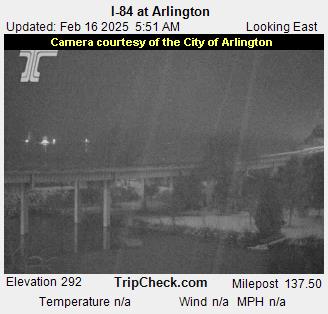 I-84 at Arlington
Updated: Feb 16 2025 5:51 AM Looking East
Camera courtesy of the City of Arlington
Elevation 292 TripCheck.com Milepost 137.50
Temperature n/a Wind n/a MPH n/a